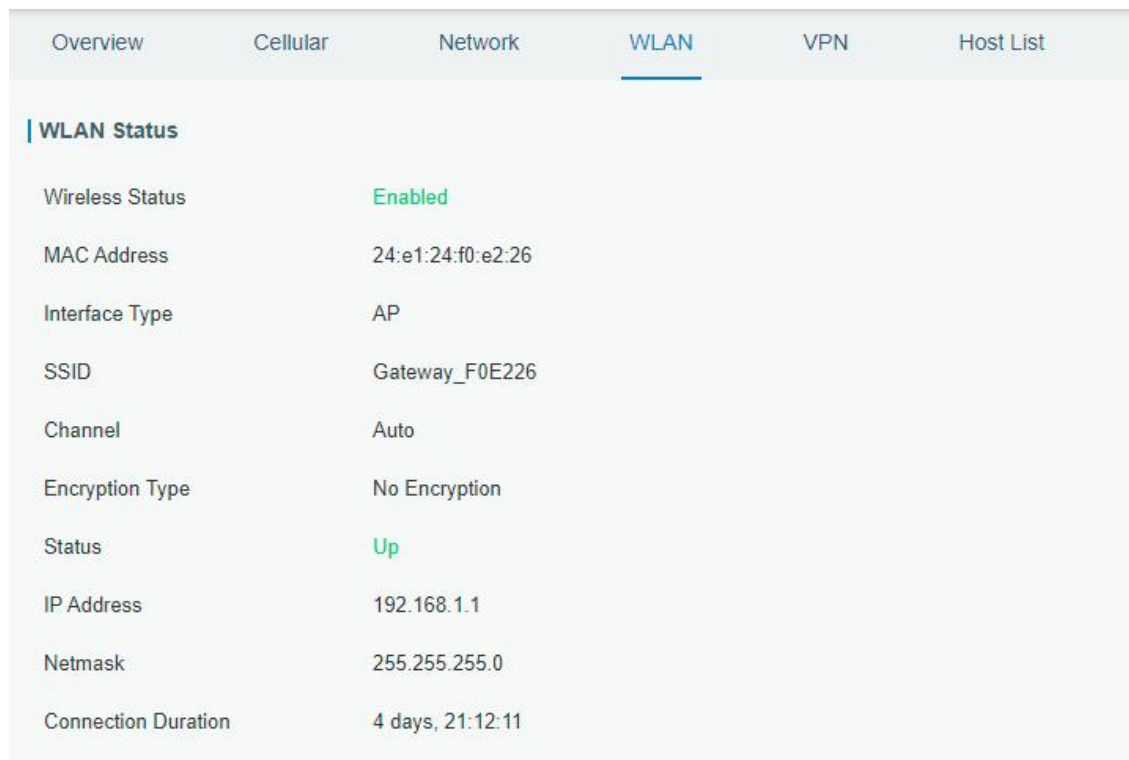 Overview Cellular Network WLAN VPN Host List
WLAN Status
Wireless Status Enabled
MAC Address 24:e1:24:f0:e2:26
Interface Type AP
SSID Gateway_F0E226
Channel Auto
Encryption Type No Encryption
Status Up
IP Address 192.168.1.1
Netmask 255.255.255.0
Connection Duration 4 days, 21:12:11